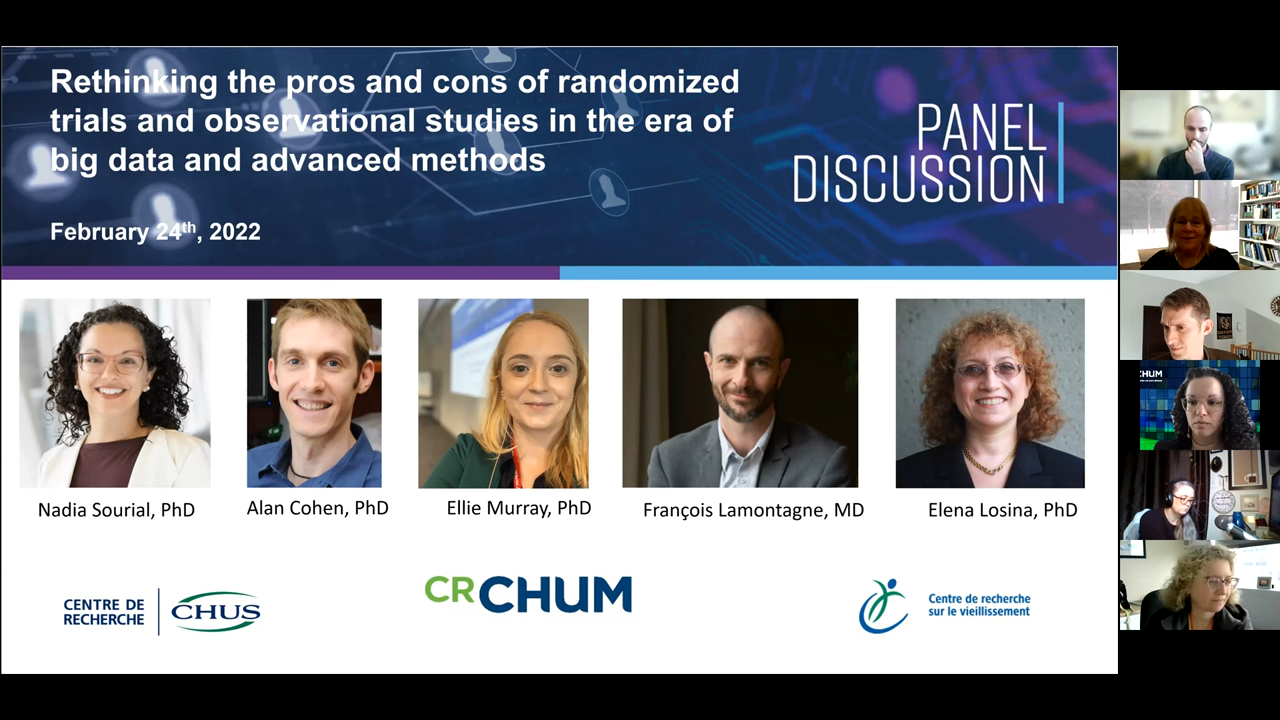 Rethinking the pros and cons of randomized
trials and observational studies in the era of
big data and advanced methods
February 24th, 2022
PANEL
DISCUSSION
Nadia Sourial, PhD
Alan Cohen, PhD
Ellie Murray, PhD
François Lamontagne, MD
Elena Losina, PhD
CENTRE DE
RECHERCHE
CHUS
CRCHUM
Centre de recherche
sur le vieillissement
CHUM